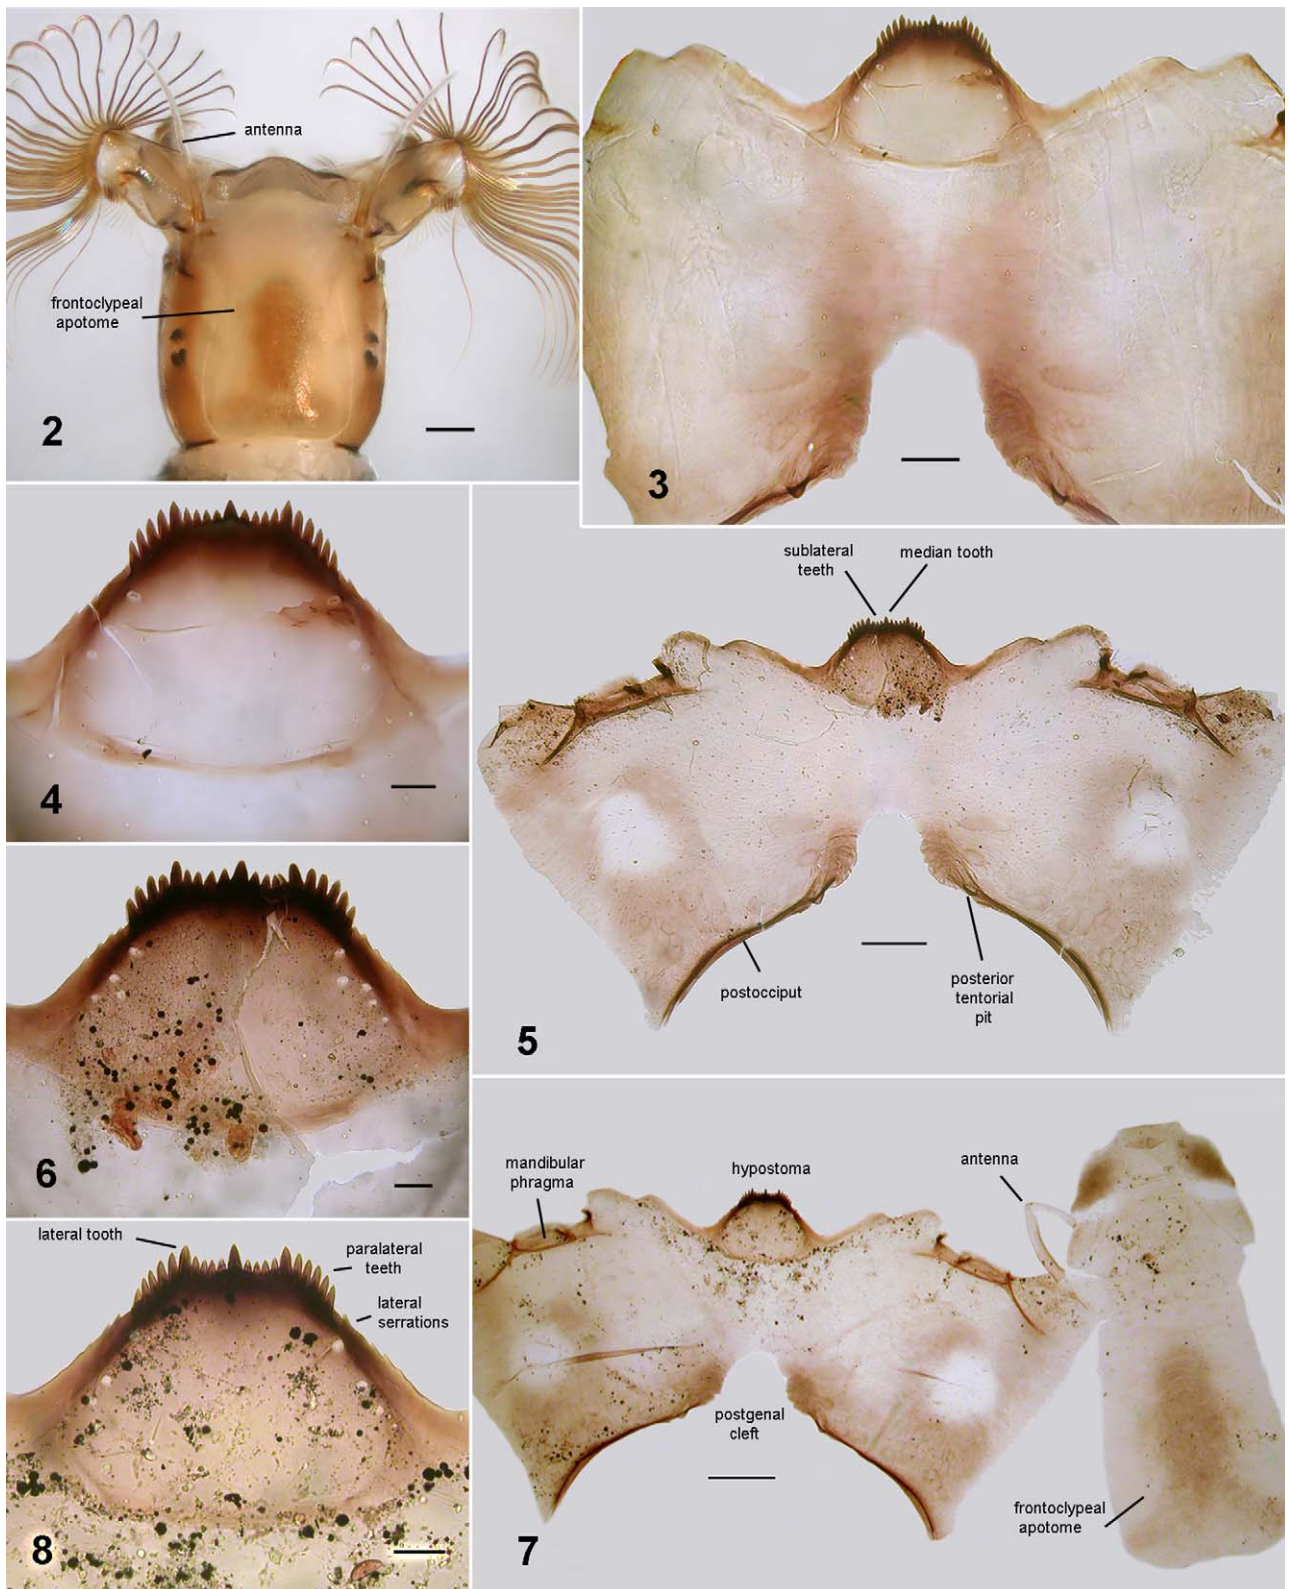 antenna
frontoclypeal
apotome
2
3
4
sublateral
teeth
median tooth
postocciput
posterior
tentorial
pit
5
6
mandibular
phragma
hypostoma
antenna
postgenal
cleft
frontoclypeal
apotome
7
lateral tooth
paralateral
teeth
lateral
serrations
8